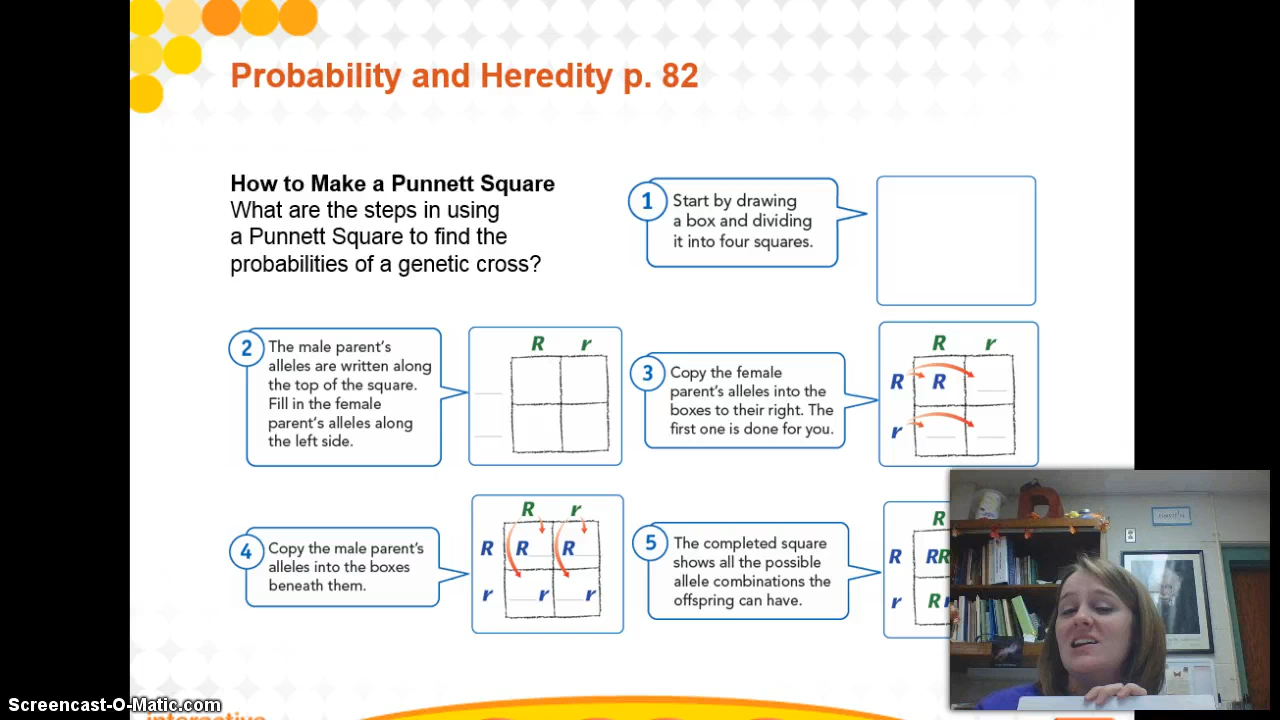 Probability and Heredity p. 82
How to Make a Punnett Square
What are the steps in using
a Punnett Square to find the
probabilities of a genetic cross?
1
Start by drawing
a box and dividing
it into four squares.
2
The male parent's
alleles are written along
the top of the square.
Fill in the female
parent's alleles along
the left side.
R r
3
Copy the female
parent's alleles into the
boxes to their right. The
first one is done for you.
R r
R R
r
4
Copy the male parent's
alleles into the boxes
beneath them.
R r
R R R
r r r
5
The completed square
shows all the possible
allele combinations the
offspring can have.
R
R RR
r Rr
Screencast-O-Matic.com
interactive